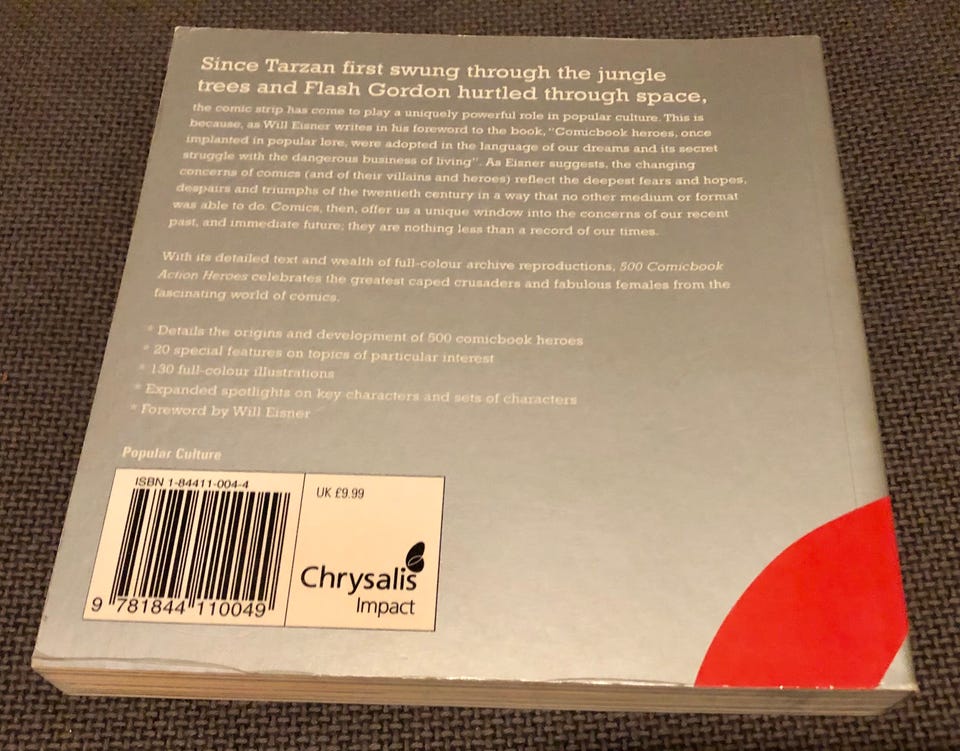 Since Tarzan first swung through the jungle
trees and Flash Gordon hurtled through space,
the comic strip has come to play a uniquely powerful role in popular culture. This is
because, as Will Eisner writes in his foreword to the book, "Comicbook heroes, once
implanted in popular lore, were adopted in the language of our dreams and its secret
struggle with the dangerous business of living". As Eisner suggests, the changing
concerns of comics (and of their villains and heroes) reflect the deepest fears and hopes,
despairs and triumphs of the twentieth century in a way that no other medium or format
was able to do. Comics, then, offer us a unique window into the concerns of our recent
past, and immediate future; they are nothing less than a record of our times.
With its detailed text and wealth of full-colour archive reproductions, 500 Comicbook
Action Heroes celebrates the greatest caped crusaders and fabulous females from the
fascinating world of comics.
* Details the origins and development of 500 comicbook heroes
* 20 special features on topics of particular interest
* 130 full-colour illustrations
* Expanded spotlights on key characters and sets of characters
* Foreword by Will Eisner
Popular Culture
ISBN 1-84411-004-4
UK £9.99
Chrysalis
Impact
9 781844 110049